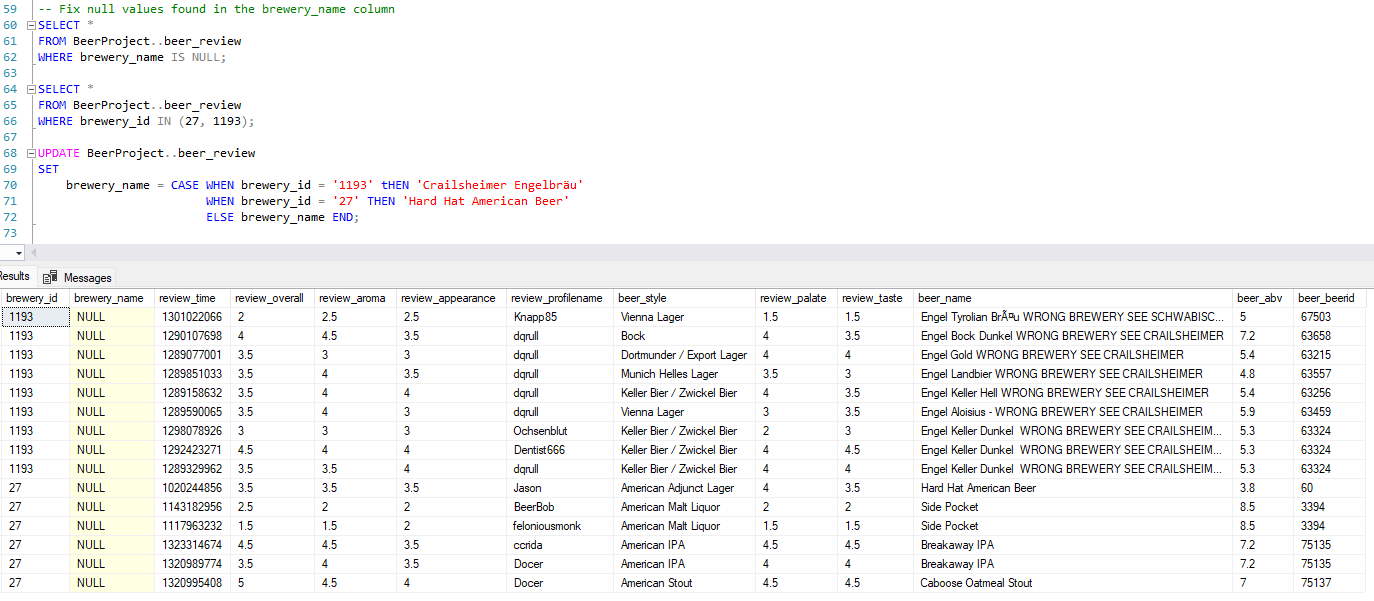 59 -- Fix null values found in the brewery_name column
60 SELECT *
61 FROM BeerProject..beer_review
62 WHERE brewery_name IS NULL;
63
64 SELECT *
65 FROM BeerProject..beer_review
66 WHERE brewery_id IN (27, 1193);
67
68 UPDATE BeerProject..beer_review
69 SET
70 brewery_name = CASE WHEN brewery_id = '1193' tHEN 'Crailsheimer Engelbräu'
71 WHEN brewery_id = '27' THEN 'Hard Hat American Beer'
72 ELSE brewery_name END;
73
Results Messages
brewery_id brewery_name review_time review_overall review_aroma review_appearance review_profilename beer_style review_palate review_taste beer_name beer_abv beer_beerid
1193 NULL 1301022066 2 2.5 2.5 Knapp85 Vienna Lager 1.5 1.5 Engel Tyrolian BrÃ¤u WRONG BREWERY SEE SCHWABISC... 5 67503
1193 NULL 1290107698 4 4.5 3.5 dqrull Bock 4 3.5 Engel Bock Dunkel WRONG BREWERY SEE CRAILSHEIMER 7.2 63658
1193 NULL 1289077001 3.5 3 3 dqrull Dortmunder / Export Lager 4 4 Engel Gold WRONG BREWERY SEE CRAILSHEIMER 5.4 63215
1193 NULL 1289851033 3.5 4 3.5 dqrull Munich Helles Lager 3.5 3 Engel Landbier WRONG BREWERY SEE CRAILSHEIMER 4.8 63557
1193 NULL 1289158632 3.5 4 4 dqrull Keller Bier / Zwickel Bier 4 3.5 Engel Keller Hell WRONG BREWERY SEE CRAILSHEIMER 5.4 63256
1193 NULL 1289590065 3.5 4 3 dqrull Vienna Lager 3 3.5 Engel Aloisius - WRONG BREWERY SEE CRAILSHEIMER 5.9 63459
1193 NULL 1298078926 3 3 3 Ochsenblut Keller Bier / Zwickel Bier 2 3 Engel Keller Dunkel  WRONG BREWERY SEE CRAILSHEIM... 5.3 63324
1193 NULL 1292423271 4.5 4 4 Dentist666 Keller Bier / Zwickel Bier 4 4.5 Engel Keller Dunkel  WRONG BREWERY SEE CRAILSHEIM... 5.3 63324
1193 NULL 1289329962 3.5 3.5 4 dqrull Keller Bier / Zwickel Bier 4 4 Engel Keller Dunkel  WRONG BREWERY SEE CRAILSHEIM... 5.3 63324
27 NULL 1020244856 3.5 3.5 3.5 Jason American Adjunct Lager 4 3.5 Hard Hat American Beer 3.8 60
27 NULL 1143182956 2.5 2 2 BeerBob American Malt Liquor 2 2 Side Pocket 8.5 3394
27 NULL 1117963232 1.5 1.5 2 feloniousmonk American Malt Liquor 1.5 1.5 Side Pocket 8.5 3394
27 NULL 1323314674 4.5 4.5 3.5 ccrida American IPA 4.5 4.5 Breakaway IPA 7.2 75135
27 NULL 1320989774 3.5 4 3.5 Docer American IPA 4 4 Breakaway IPA 7.2 75135
27 NULL 1320995408 5 4.5 4 Docer American Stout 4.5 4.5 Caboose Oatmeal Stout 7 75137